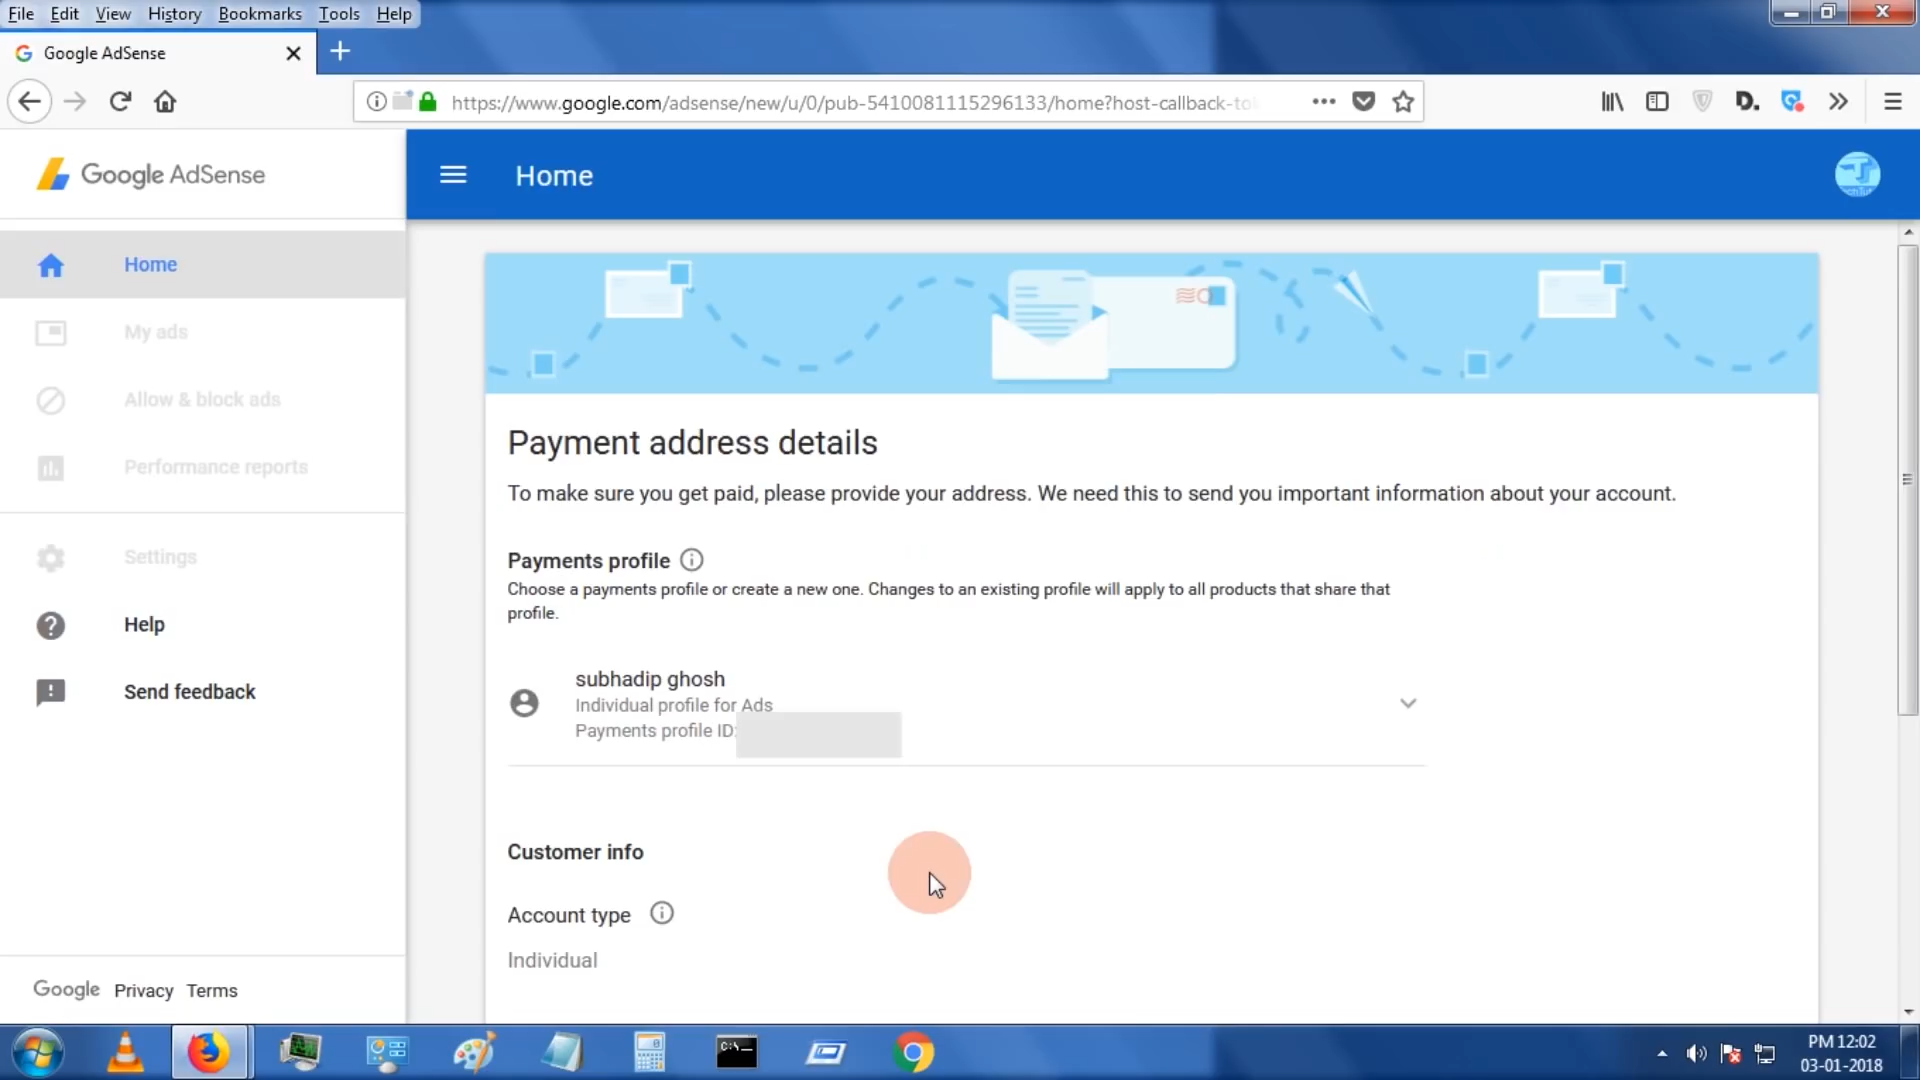 File Edit View History Bookmarks Tools Help
Google AdSense
https://www.google.com/adsense/new/u/0/pub-5410081115296133/home?host-callback-to
D.
Google AdSense
Home
Home
My ads
Allow & block ads
Performance reports
Settings
Help
Send feedback
Google Privacy Terms
Payment address details
To make sure you get paid, please provide your address. We need this to send you important information about your account.
Payments profile
Choose a payments profile or create a new one. Changes to an existing profile will apply to all products that share that
profile.
subhadip ghosh
Individual profile for Ads
Payments profile ID:
Customer info
Account type
Individual
PM 12:02
03-01-2018